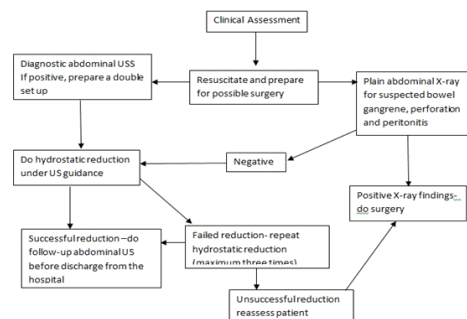 Clinical Assessment
Diagnostic abdominal USS
If positive, prepare a double
set up
Resuscitate and prepare
for possible surgery
Plain abdominal X-ray
for suspected bowel
gangrene, perforation
and peritonitis
Do hydrostatic reduction
under US guidance
Negative
Positive X-ray findings-
do surgery
Successful reduction –do
follow-up abdominal US
before discharge from the
hospital
Failed reduction- repeat
hydrostatic reduction
(maximum three times)
Unsuccessful reduction
reassess patient